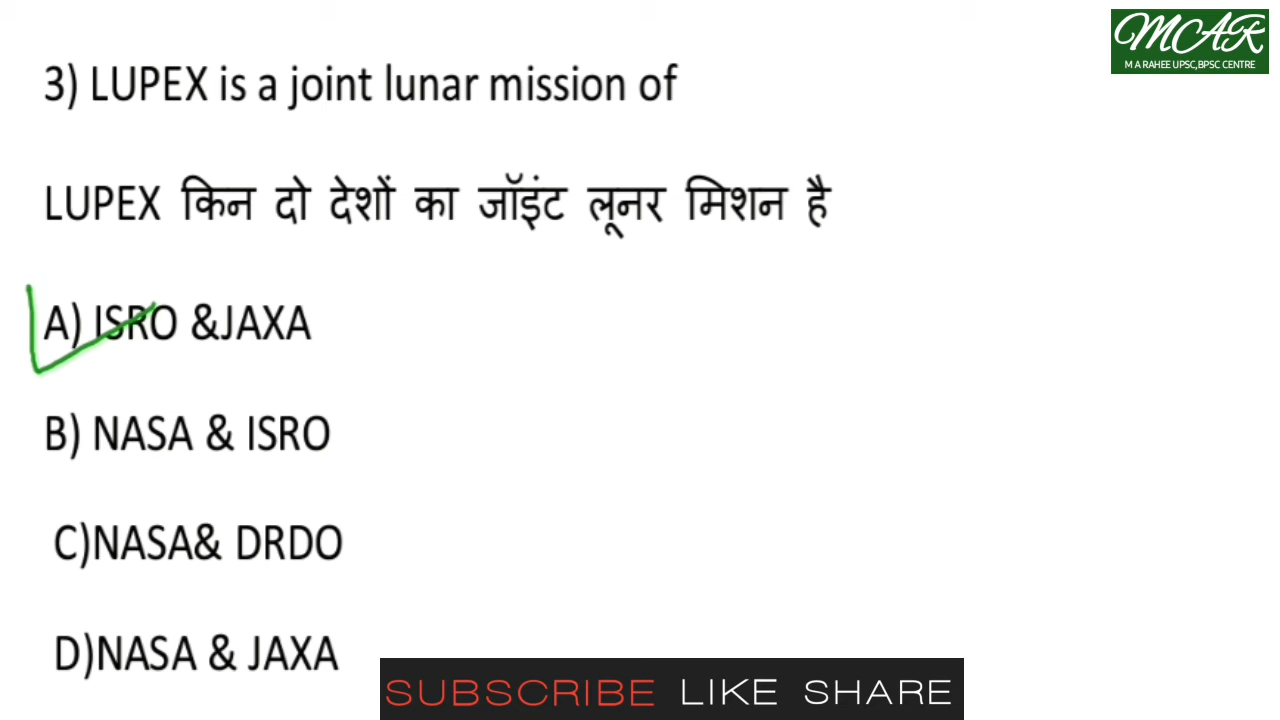 MCAR
M A RAHEE UPSC,BPSC CENTRE
3) LUPEX is a joint lunar mission of
LUPEX किन दो देशों का जॉइंट लूनर मिशन है
A) ISRO &JAXA
B) NASA & ISRO
C)NASA& DRDO
D)NASA & JAXA
SUBSCRIBE LIKE SHARE